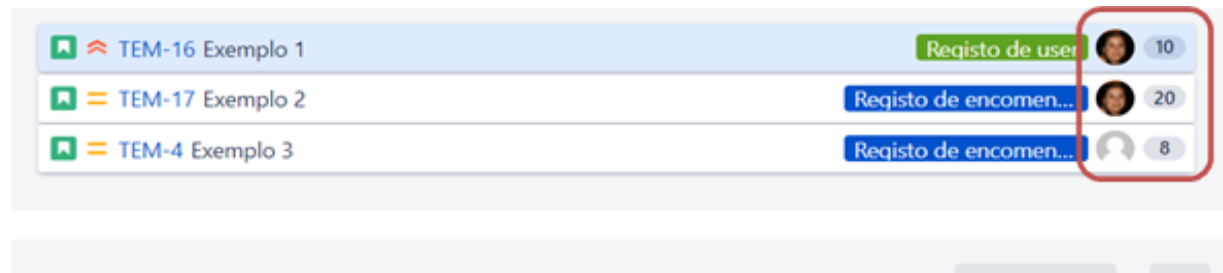 TEM-16 Exemplo 1 Registo de user 10
TEM-17 Exemplo 2 Registo de encomen... 20
TEM-4 Exemplo 3 Registo de encomen... 8